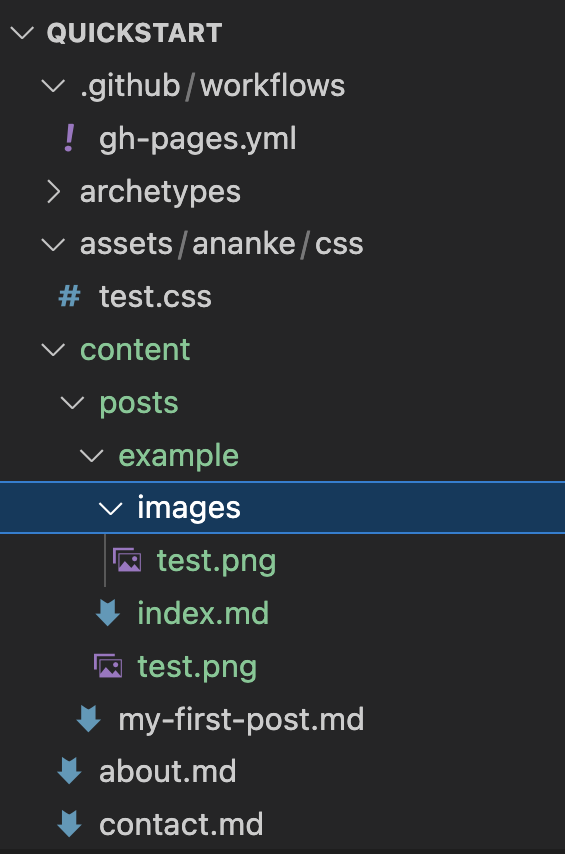 QUICKSTART
.github/workflows
! gh-pages.yml
archetypes
assets/ananke/css
# test.css
content
posts
example
images
test.png
index.md
test.png
my-first-post.md
about.md
contact.md